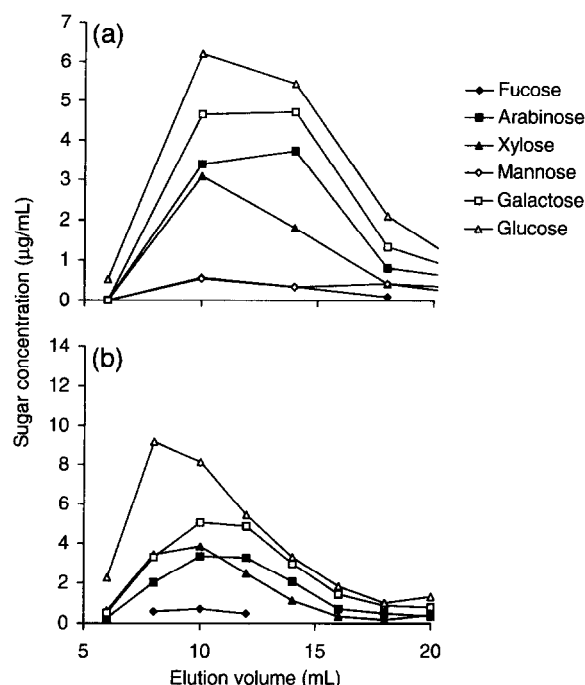 (a)
7
6
5
4
3
2
1
0
Fucose
Arabinose
Xylose
Mannose
Galactose
Glucose
Sugar concentration (µg/mL)
(b)
14
12
10
8
6
4
2
0
5 10 15 20
Elution volume (mL)